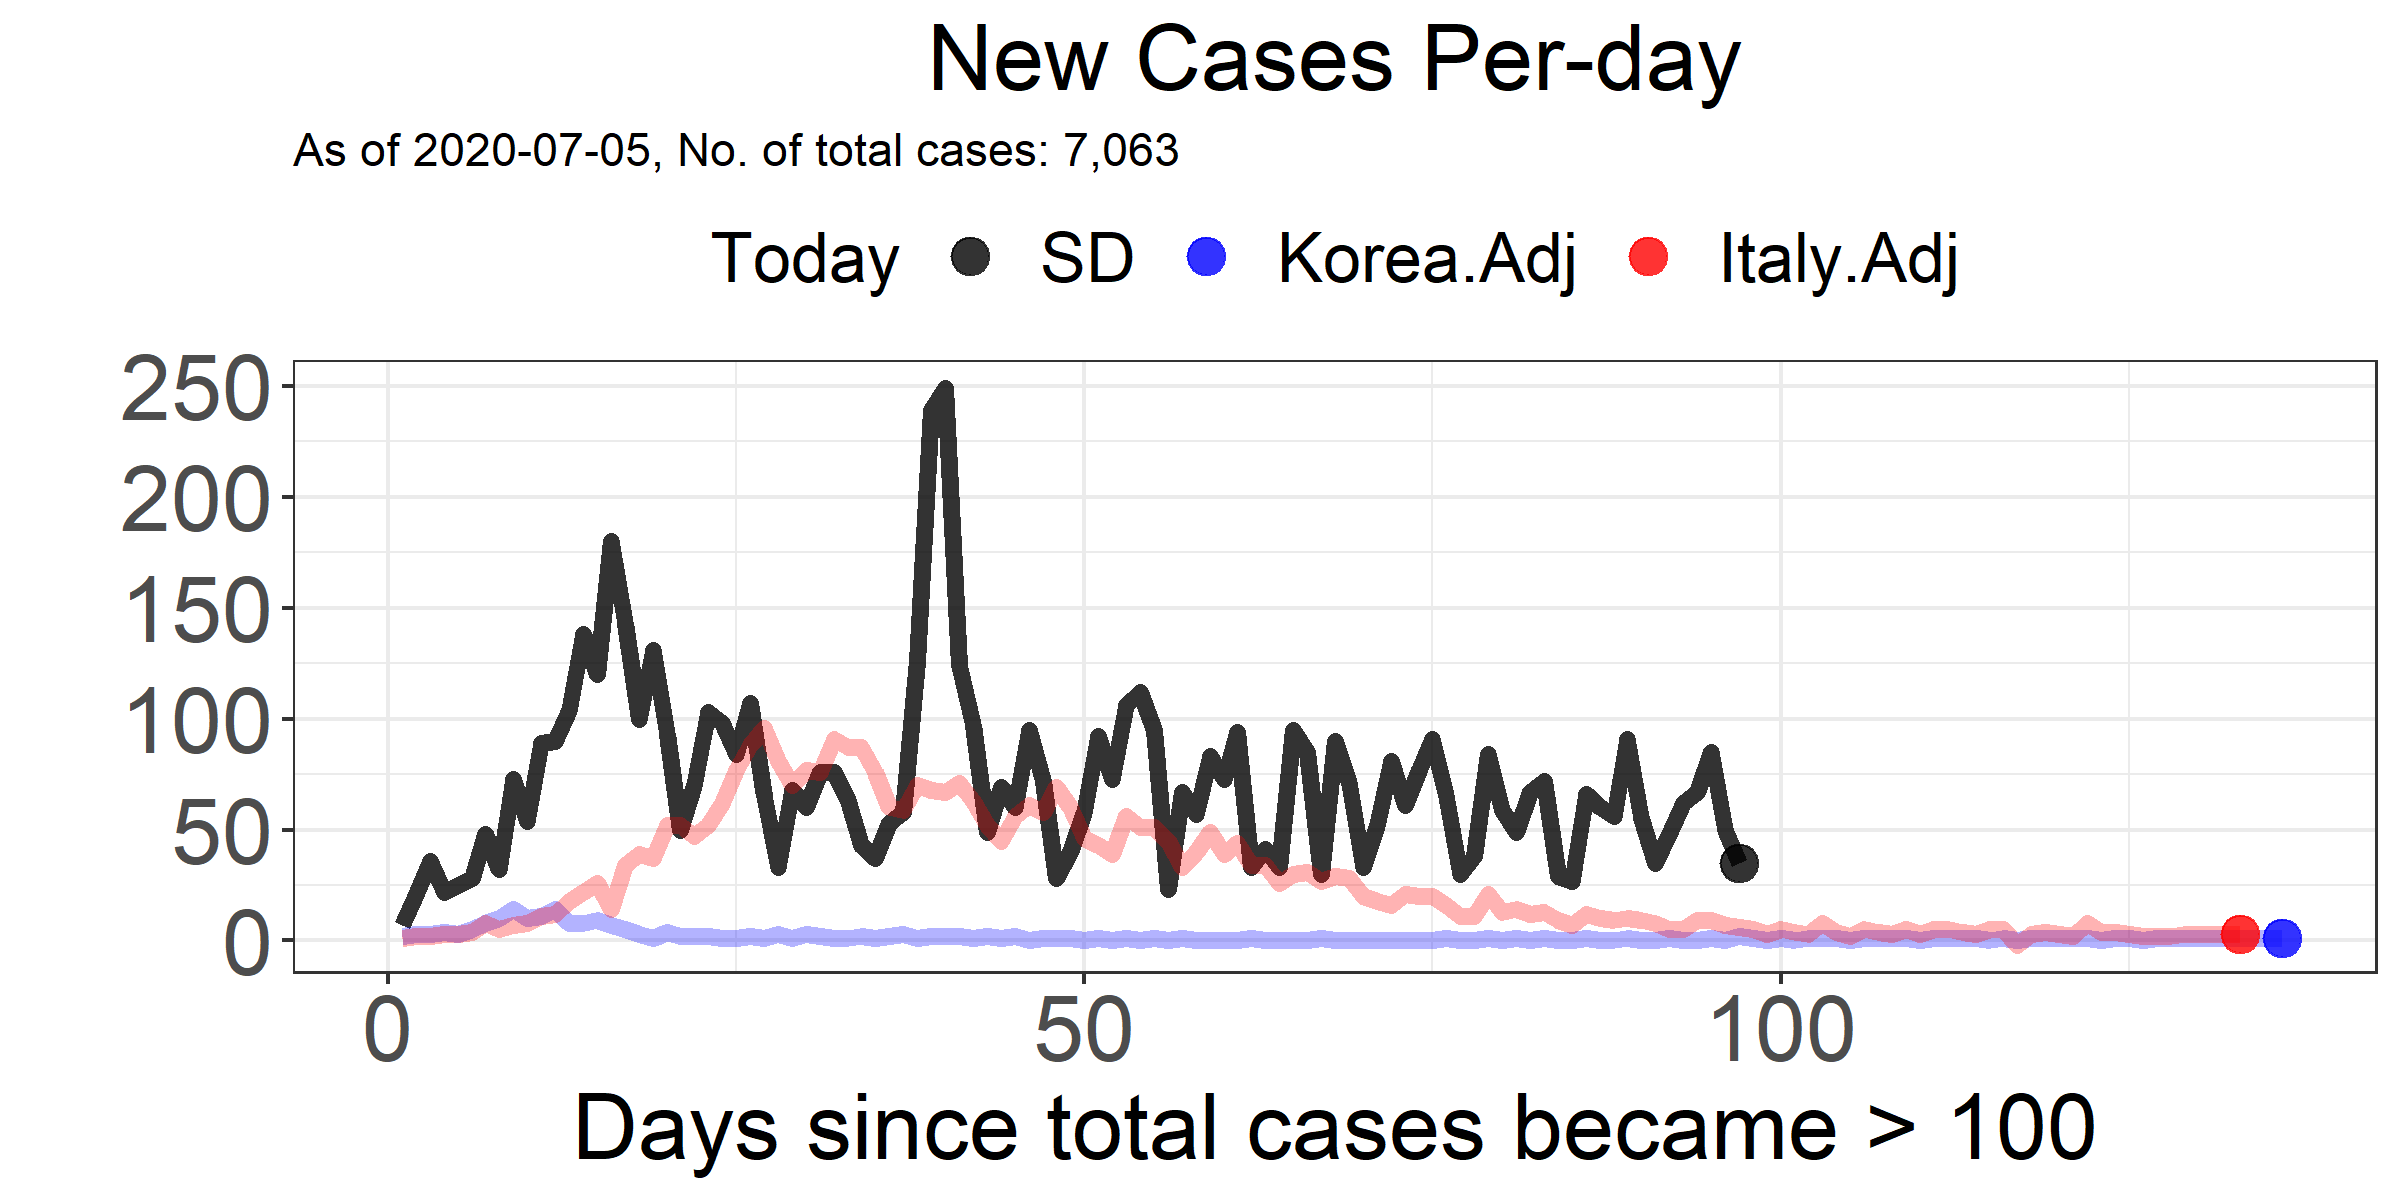 New Cases Per-day
As of 2020-07-05, No. of total cases: 7,063
Today SD Korea.Adj Italy.Adj
250
200
150
100
50
0
0 50 100
Days since total cases became > 100